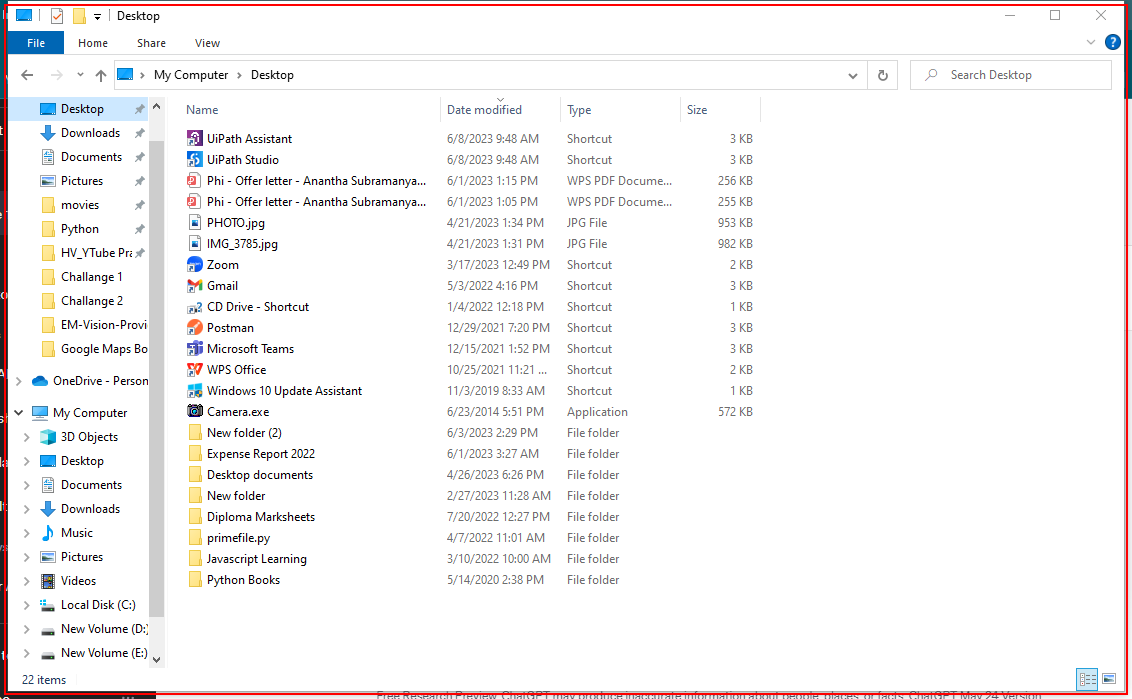 Desktop
File Home Share View
My Computer Desktop Search Desktop
Desktop
Downloads
Documents
Pictures
movies
Python
HV_YTube Pra
Challange 1
Challange 2
EM-Vision-Provi
Google Maps Bo
OneDrive - Person
My Computer
3D Objects
Desktop
Documents
Downloads
Music
Pictures
Videos
Local Disk (C:)
New Volume (D:)
New Volume (E:)
Name Date modified Type Size
UiPath Assistant 6/8/2023 9:48 AM Shortcut 3 KB
UiPath Studio 6/8/2023 9:48 AM Shortcut 3 KB
Phi - Offer letter - Anantha Subramanya... 6/1/2023 1:15 PM WPS PDF Docume... 256 KB
Phi - Offer letter - Anantha Subramanya... 6/1/2023 1:05 PM WPS PDF Docume... 255 KB
PHOTO.jpg 4/21/2023 1:34 PM JPG File 953 KB
IMG_3785.jpg 4/21/2023 1:31 PM JPG File 982 KB
Zoom 3/17/2023 12:49 PM Shortcut 2 KB
Gmail 5/3/2022 4:16 PM Shortcut 3 KB
CD Drive - Shortcut 1/4/2022 12:18 PM Shortcut 1 KB
Postman 12/29/2021 7:20 PM Shortcut 3 KB
Microsoft Teams 12/15/2021 1:52 PM Shortcut 3 KB
WPS Office 10/25/2021 11:21 ... Shortcut 2 KB
Windows 10 Update Assistant 11/3/2019 8:33 AM Shortcut 1 KB
Camera.exe 6/23/2014 5:51 PM Application 572 KB
New folder (2) 6/3/2023 2:29 PM File folder
Expense Report 2022 6/1/2023 3:27 AM File folder
Desktop documents 4/26/2023 6:26 PM File folder
New folder 2/27/2023 11:28 AM File folder
Diploma Marksheets 7/20/2022 12:27 PM File folder
primefile.py 4/7/2022 11:01 AM File folder
Javascript Learning 3/10/2022 10:00 AM File folder
Python Books 5/14/2020 2:38 PM File folder
22 items
Free Research Preview. ChatGPT may produce inaccurate information about people, places, or facts. ChatGPT May 24 Version